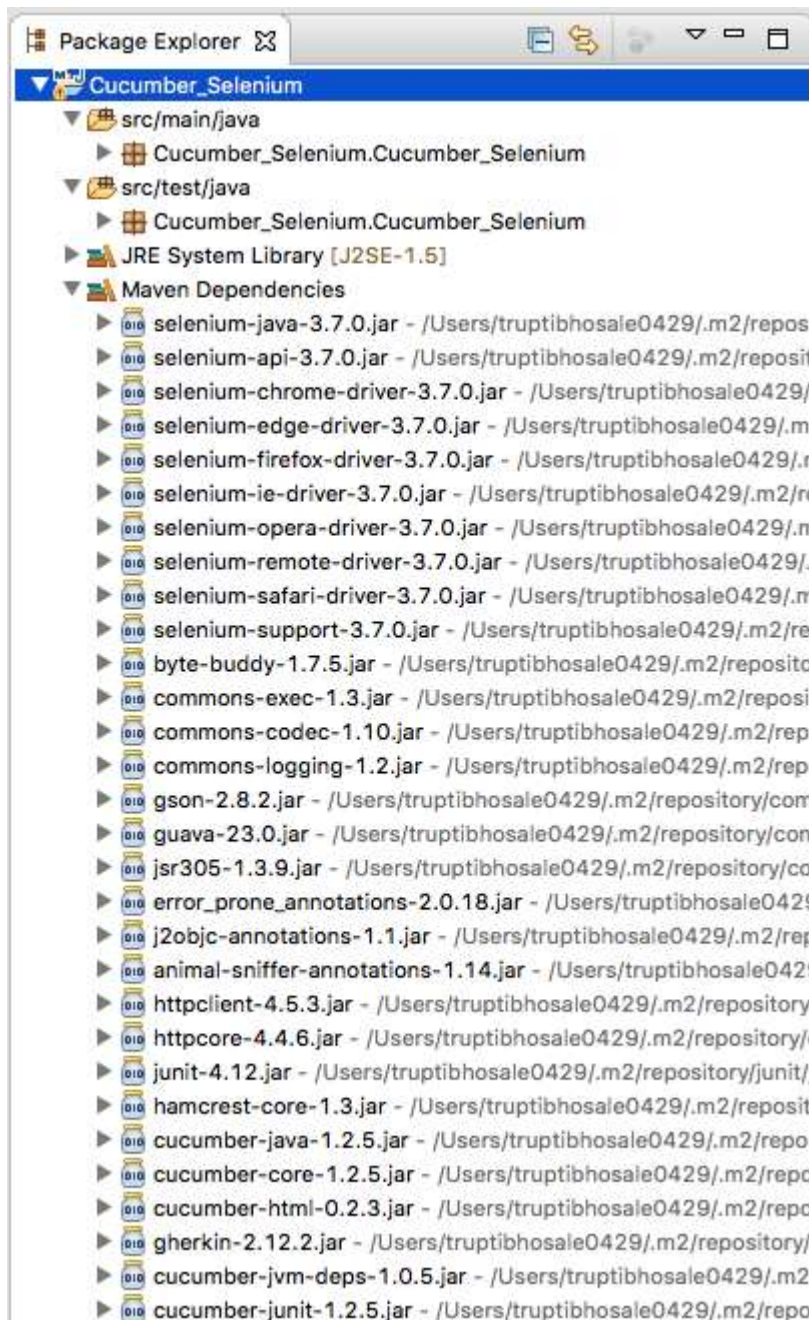 Package Explorer
Cucumber_Selenium
src/main/java
Cucumber_Selenium.Cucumber_Selenium
src/test/java
Cucumber_Selenium.Cucumber_Selenium
JRE System Library [J2SE-1.5]
Maven Dependencies
selenium-java-3.7.0.jar - /Users/truptibhosale0429/.m2/repos
selenium-api-3.7.0.jar - /Users/truptibhosale0429/.m2/reposit
selenium-chrome-driver-3.7.0.jar - /Users/truptibhosale0429/
selenium-edge-driver-3.7.0.jar - /Users/truptibhosale0429/.m
selenium-firefox-driver-3.7.0.jar - /Users/truptibhosale0429/.
selenium-ie-driver-3.7.0.jar - /Users/truptibhosale0429/.m2/re
selenium-opera-driver-3.7.0.jar - /Users/truptibhosale0429/.m
selenium-remote-driver-3.7.0.jar - /Users/truptibhosale0429/.
selenium-safari-driver-3.7.0.jar - /Users/truptibhosale0429/.m
selenium-support-3.7.0.jar - /Users/truptibhosale0429/.m2/re
byte-buddy-1.7.5.jar - /Users/truptibhosale0429/.m2/reposito
commons-exec-1.3.jar - /Users/truptibhosale0429/.m2/reposi
commons-codec-1.10.jar - /Users/truptibhosale0429/.m2/rep
commons-logging-1.2.jar - /Users/truptibhosale0429/.m2/rep
gson-2.8.2.jar - /Users/truptibhosale0429/.m2/repository/com
guava-23.0.jar - /Users/truptibhosale0429/.m2/repository/con
jsr305-1.3.9.jar - /Users/truptibhosale0429/.m2/repository/co
error_prone_annotations-2.0.18.jar - /Users/truptibhosale0429
j2objc-annotations-1.1.jar - /Users/truptibhosale0429/.m2/rep
animal-sniffer-annotations-1.14.jar - /Users/truptibhosale0429
httpclient-4.5.3.jar - /Users/truptibhosale0429/.m2/repository
httpcore-4.4.6.jar - /Users/truptibhosale0429/.m2/repository/
junit-4.12.jar - /Users/truptibhosale0429/.m2/repository/junit/
hamcrest-core-1.3.jar - /Users/truptibhosale0429/.m2/reposit
cucumber-java-1.2.5.jar - /Users/truptibhosale0429/.m2/repo
cucumber-core-1.2.5.jar - /Users/truptibhosale0429/.m2/repo
cucumber-html-0.2.3.jar - /Users/truptibhosale0429/.m2/repo
gherkin-2.12.2.jar - /Users/truptibhosale0429/.m2/repository/
cucumber-jvm-deps-1.0.5.jar - /Users/truptibhosale0429/.m2
cucumber-junit-1.2.5.jar - /Users/truptibhosale0429/.m2/repo